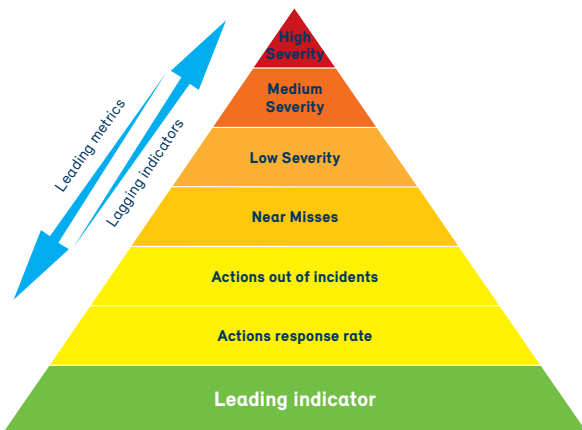 High
Severity
Medium
Severity
Low Severity
Near Misses
Actions out of incidents
Actions response rate
Leading indicator
Leading metrics
Lagging indicators